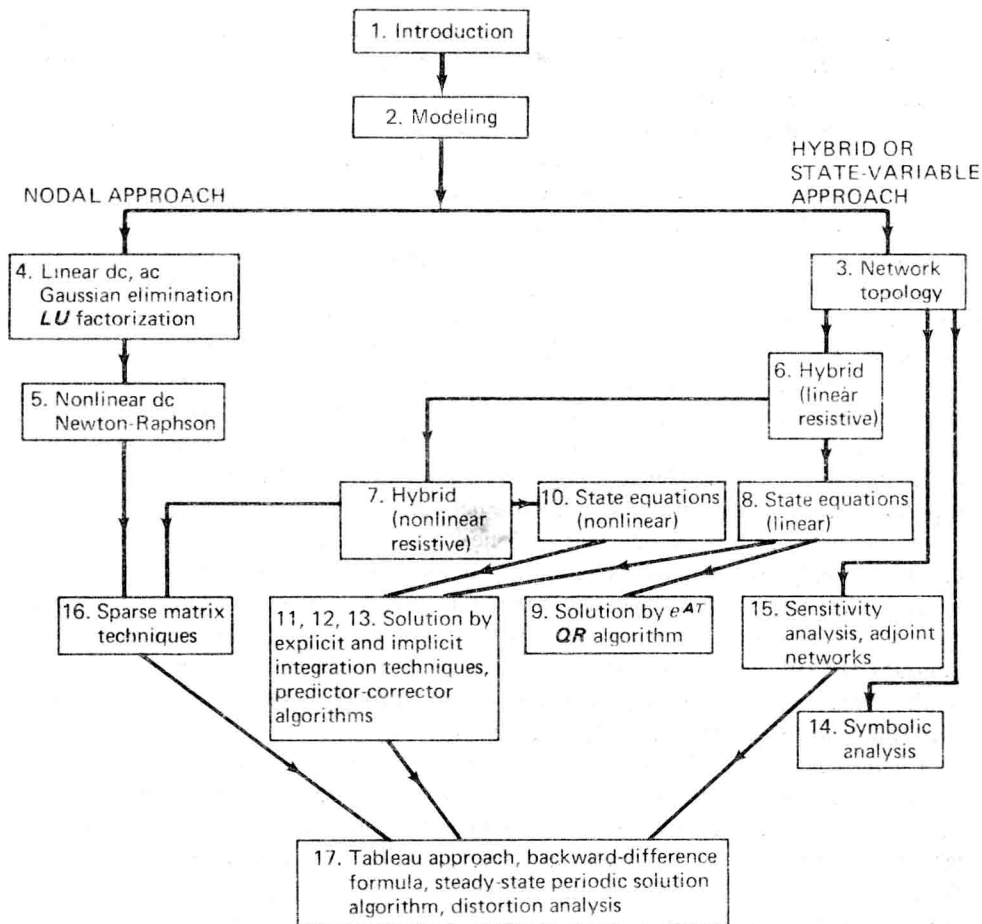 1. Introduction
2. Modeling
NODAL APPROACH
HYBRID OR
STATE-VARIABLE
APPROACH
4. Linear dc, ac
Gaussian elimination
LU factorization
3. Network
topology
5. Nonlinear dc
Newton-Raphson
6. Hybrid
(linear
resistive)
7. Hybrid
(nonlinear
resistive)
10. State equations
(nonlinear)
8. State equations
(linear)
16. Sparse matrix
techniques
11, 12, 13. Solution by
explicit and implicit
integration techniques,
predictor-corrector
algorithms
9. Solution by e^AT
QR algorithm
15. Sensitivity
analysis, adjoint
networks
14. Symbolic
analysis
17. Tableau approach, backward-difference
formula, steady-state periodic solution
algorithm, distortion analysis